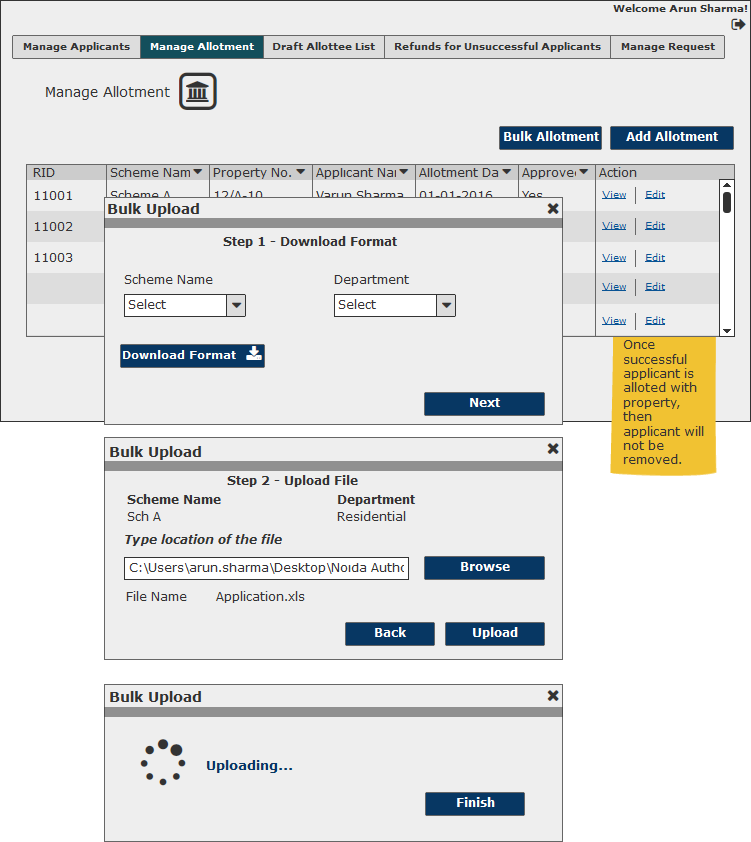 Welcome Arun Sharma!
Manage Applicants Manage Allotment Draft Allottee List Refunds for Unsuccessful Applicants Manage Request
Manage Allotment
Bulk Allotment Add Allotment
RID Scheme Nam Property No. Applicant Na Allotment Da Approved Action
11001 Scheme A 12/A-10 Varun Sharma 01-01-2016 Yes View Edit
11002 View Edit
11003 View Edit
View Edit
View Edit
Bulk Upload
Step 1 - Download Format
Scheme Name Department
Select Select
Download Format
Next
Once
successful
applicant is
alloted with
property,
then
applicant will
not be
removed.
Bulk Upload
Step 2 - Upload File
Scheme Name Department
Sch A Residential
Type location of the file
C:\Users\arun.sharma\Desktop\Noida Autho Browse
File Name Application.xls
Back Upload
Bulk Upload
Uploading...
Finish